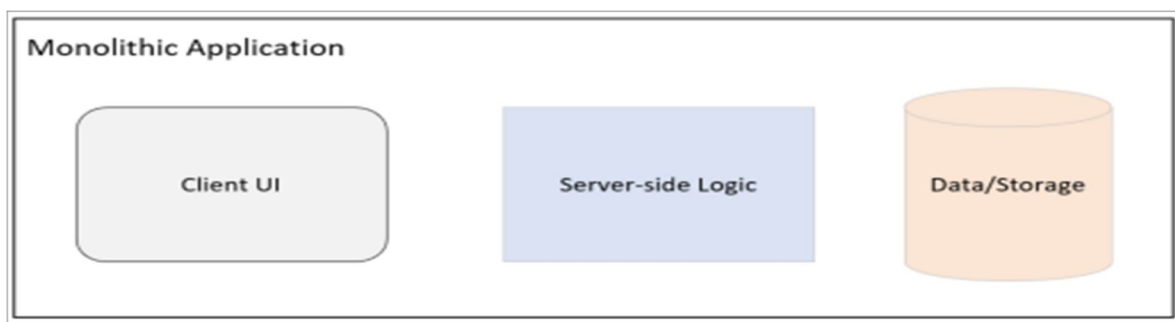 Monolithic Application
Client UI
Server-side Logic
Data/Storage